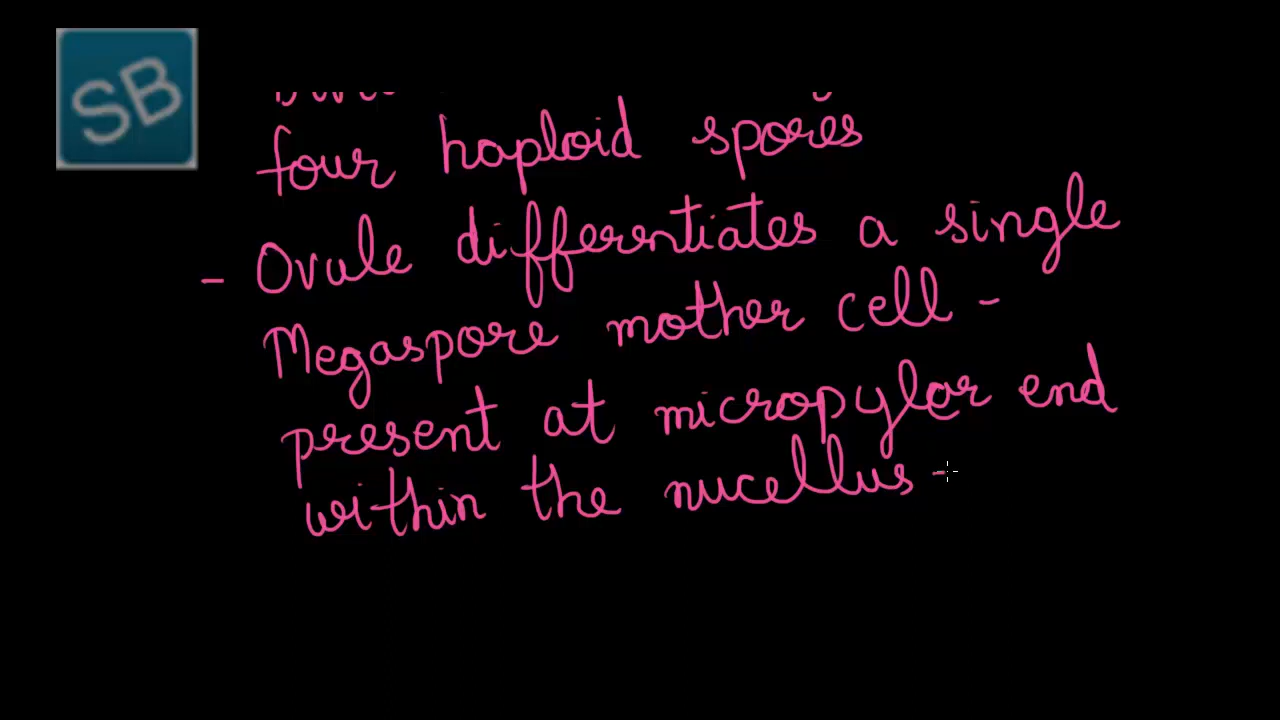 SB
four haploid spores
- Ovule differentiates a single
Megaspore mother cell -
present at micropylar end
within the nucellus -